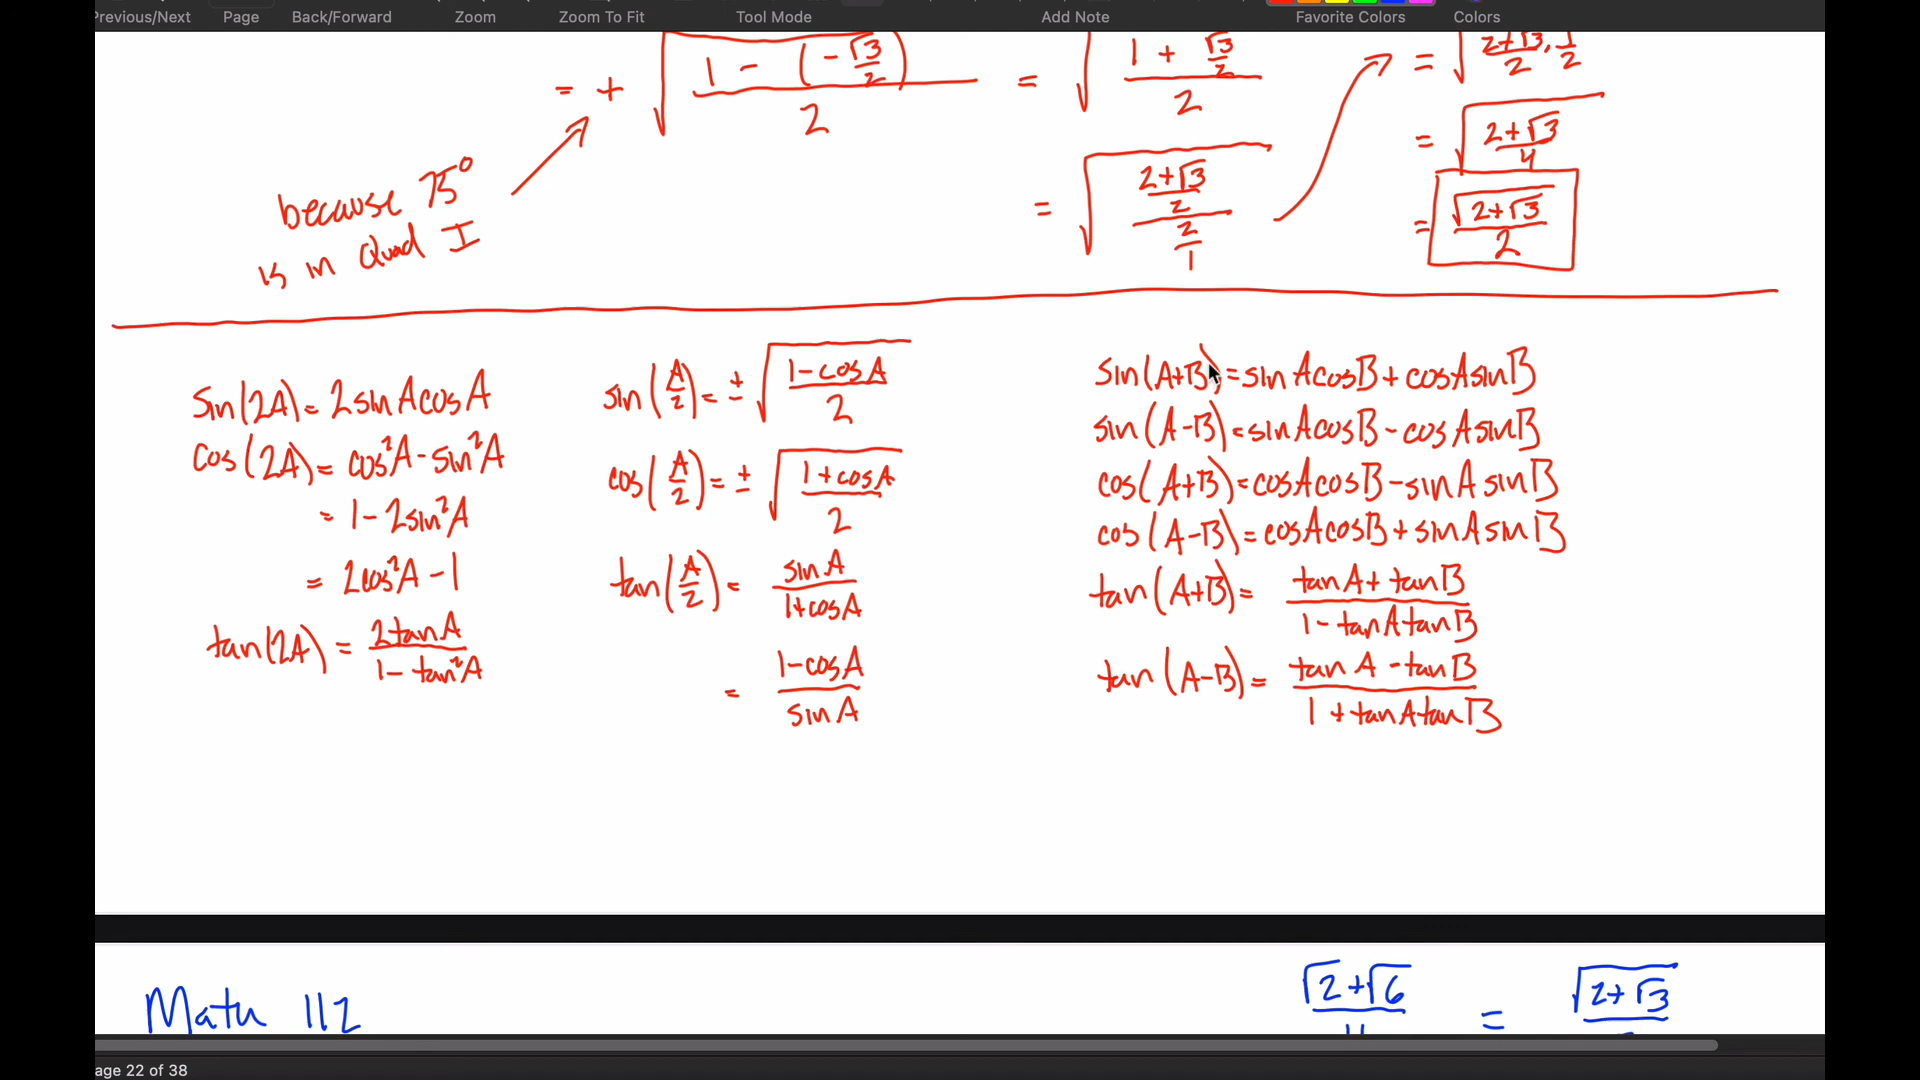 Previous/Next Page Back/Forward Zoom Zoom To Fit Tool Mode Add Note Favorite Colors Colors
= + √((1 - (-√3/2))/2) = √((1 + √3/2)/2) = √((2+√3)/2 · 1/2)
= √((2+√3)/4)
because 75° = √(((2+√3)/2)/(2/1)) = √(2+√3)/2
is in Quad I
sin(2A) = 2sinAcosA
cos(2A) = cos²A - sin²A
= 1 - 2sin²A
= 2cos²A - 1
tan(2A) = 2tanA/(1 - tan²A)
sin(A/2) = ± √((1-cosA)/2)
cos(A/2) = ± √((1+cosA)/2)
tan(A/2) = sinA/(1+cosA)
= (1-cosA)/sinA
sin(A+B) = sinAcosB + cosAsinB
sin(A-B) = sinAcosB - cosAsinB
cos(A+B) = cosAcosB - sinAsinB
cos(A-B) = cosAcosB + sinAsinB
tan(A+B) = (tanA + tanB)/(1 - tanAtanB)
tan(A-B) = (tanA - tanB)/(1 + tanAtanB)
Math 112 √2+√6 = √(2+√3)
age 22 of 38